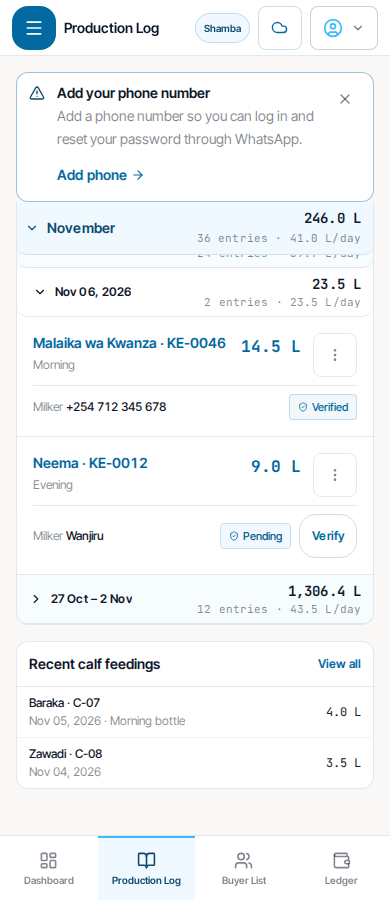 Production Log
Shamba
Add your phone number
Add a phone number so you can log in and
reset your password through WhatsApp.
Add phone →
November
246.0 L
36 entries · 41.0 L/day
Nov 06, 2026
23.5 L
2 entries · 23.5 L/day
Malaika wa Kwanza · KE-0046
14.5 L
Morning
Milker +254 712 345 678
Verified
Neema · KE-0012
9.0 L
Evening
Milker Wanjiru
Pending
Verify
27 Oct – 2 Nov
1,306.4 L
12 entries · 43.5 L/day
Recent calf feedings
View all
Baraka · C-07
Nov 05, 2026 · Morning bottle
4.0 L
Zawadi · C-08
Nov 04, 2026
3.5 L
Dashboard
Production Log
Buyer List
Ledger